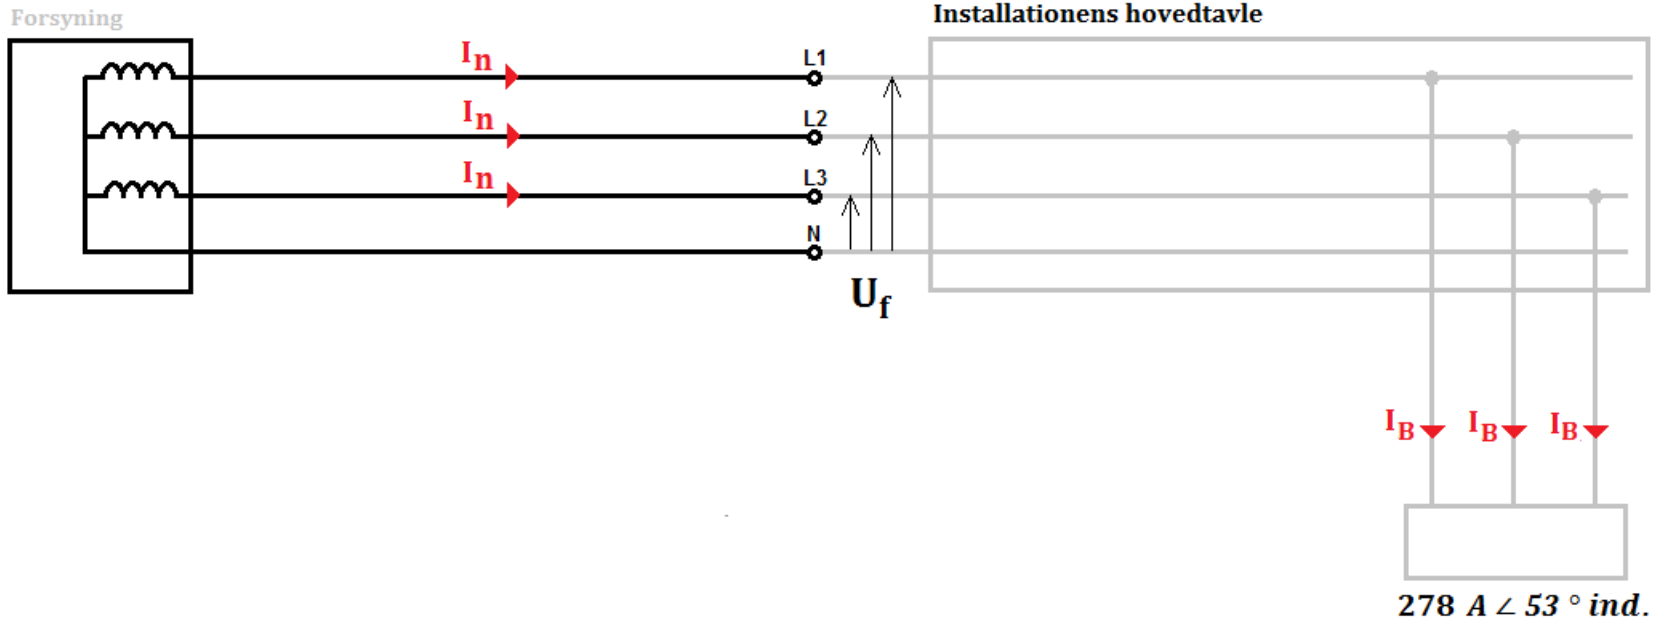 Forsyning
Installationens hovedtavle
In
L1
In
L2
In
L3
N
Uf
IB IB IB
278 A ∠ 53 ° ind.